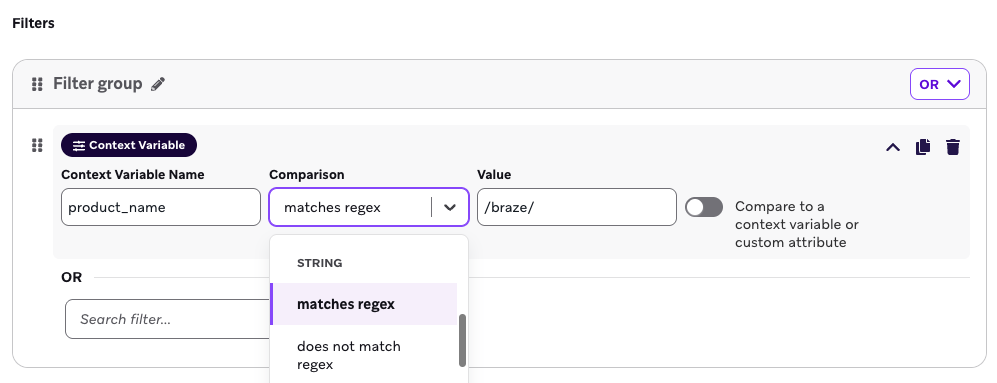 Filters
Filter group
OR
Context Variable
Context Variable Name
Comparison
Value
product_name
matches regex
/braze/
Compare to a
context variable or
custom attribute
STRING
OR
matches regex
Search filter...
does not match
regex